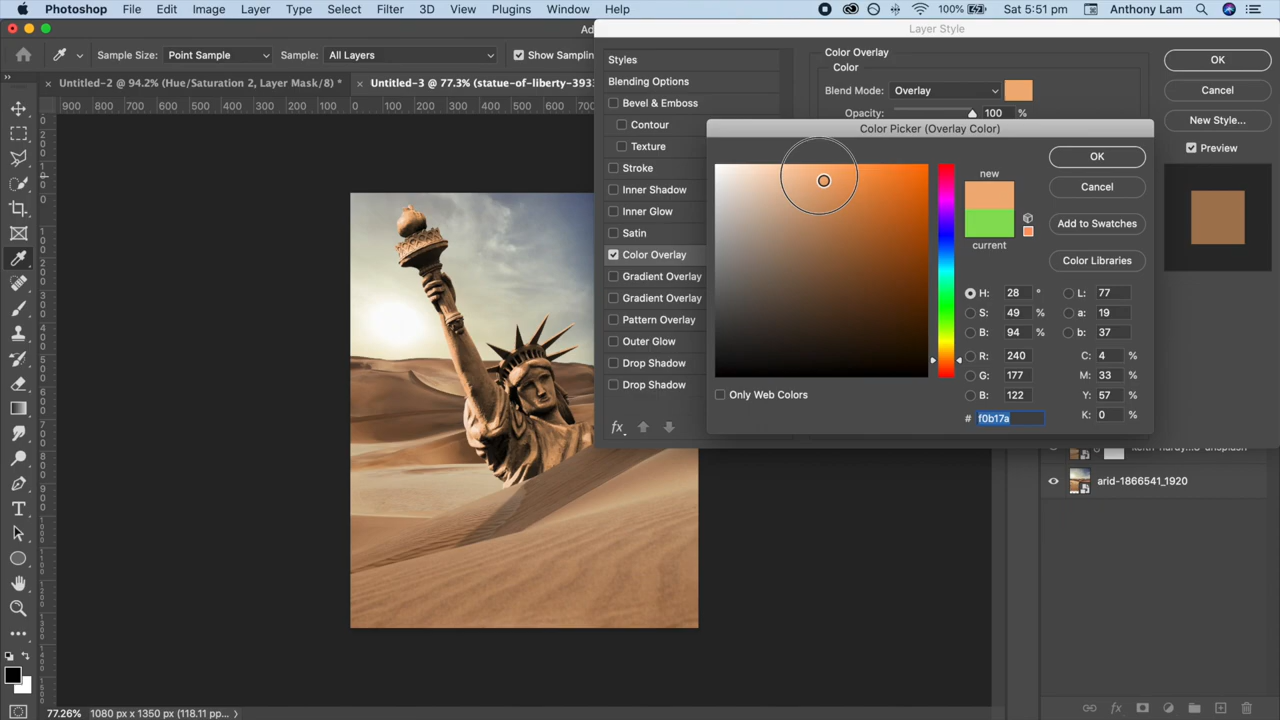 Photoshop File Edit Image Layer Type Select Filter 3D View Plugins Window Help 100% Sat 5:51 pm Anthony Lam
Layer Style
Sample Size: Point Sample Sample: All Layers Show Samplin
Untitled-2 @ 94.2% (Hue/Saturation 2, Layer Mask/8) * Untitled-3 @ 77.3% (statue-of-liberty-3933
900 800 700 600 500 400 300 200 100 0 100 200 300 400 500 600
Styles
Blending Options
Bevel & Emboss
Contour
Texture
Stroke
Inner Shadow
Inner Glow
Satin
Color Overlay
Gradient Overlay
Gradient Overlay
Pattern Overlay
Outer Glow
Drop Shadow
Drop Shadow
fx
Color Overlay
Color
Blend Mode: Overlay
Opacity: 100 %
OK
Cancel
New Style...
Preview
Color Picker (Overlay Color)
new
current
OK
Cancel
Add to Swatches
Color Libraries
H: 28 ° L: 77
S: 49 % a: 19
B: 94 % b: 37
R: 240 C: 4 %
G: 177 M: 33 %
B: 122 Y: 57 %
# f0b17a K: 0 %
Only Web Colors
arid-1866541_1920
77.26% 1080 px x 1350 px (118.11 pp...
fx